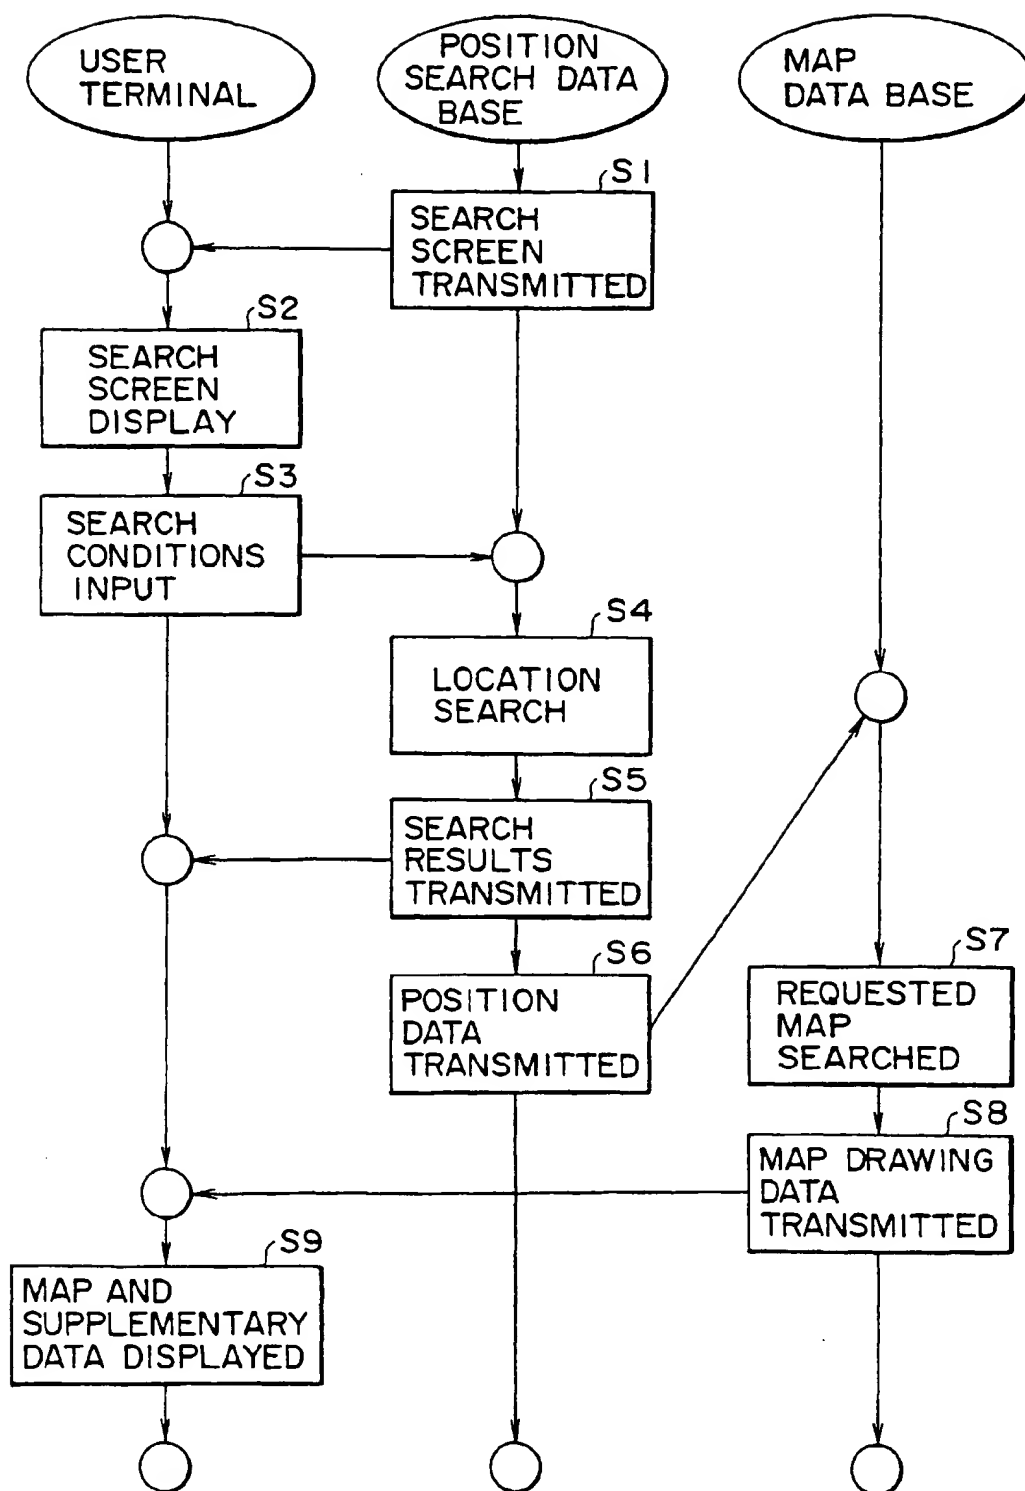 USER
TERMINAL
POSITION
SEARCH DATA
BASE
MAP
DATA BASE
S1
SEARCH
SCREEN
TRANSMITTED
S2
SEARCH
SCREEN
DISPLAY
S3
SEARCH
CONDITIONS
INPUT
S4
LOCATION
SEARCH
S5
SEARCH
RESULTS
TRANSMITTED
S6
POSITION
DATA
TRANSMITTED
S7
REQUESTED
MAP
SEARCHED
S8
MAP DRAWING
DATA
TRANSMITTED
S9
MAP AND
SUPPLEMENTARY
DATA DISPLAYED